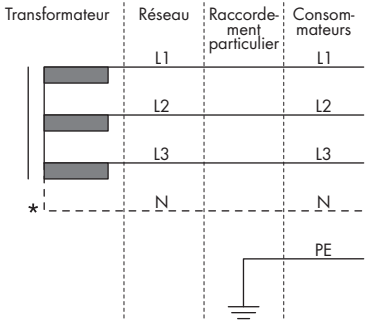 Transformateur
Réseau
Raccorde-
ment
particulier
Consom-
mateurs
L1
L1
L2
L2
L3
L3
*
N
N
PE